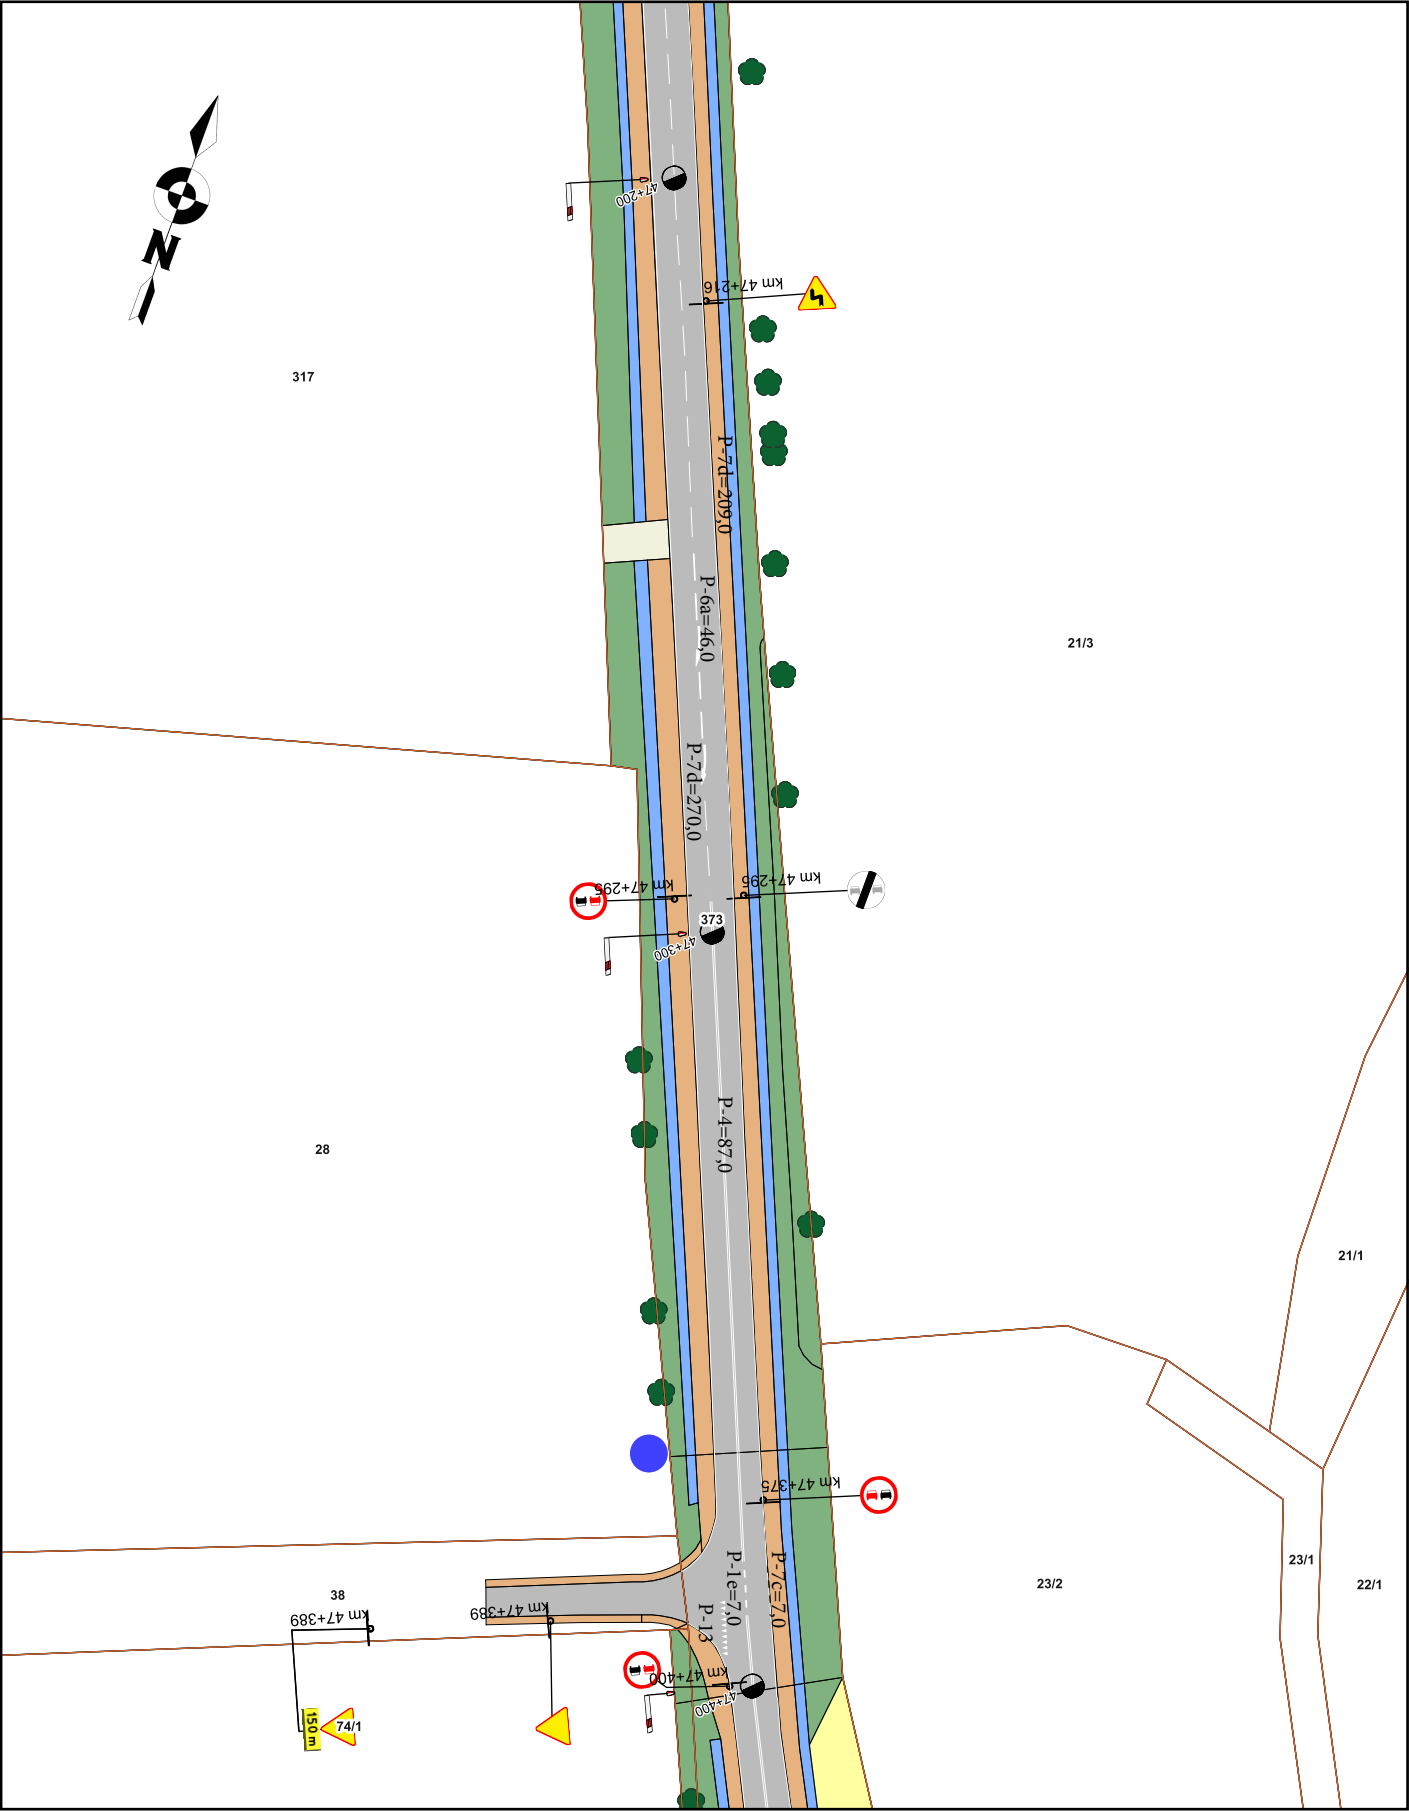 N
47+200
km 47+216
317
P-7d=209,0
P-6a=46,0
21/3
P-7d=270,0
km 47+295
km 47+295
373
47+300
P-4=87,0
28
21/1
km 47+375
P-1e=7,0
P-7c=7,0
23/1
23/2
22/1
38
km 47+389
km 47+389
P-13
km 47+400
47+400
150 m
74/1